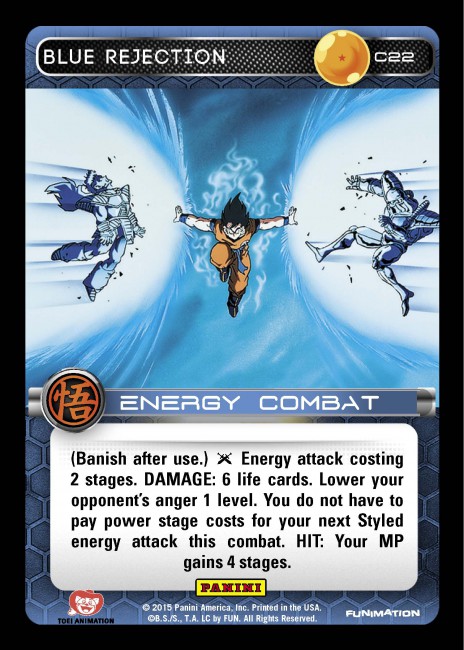 BLUE REJECTION C22
悟 ENERGY COMBAT
(Banish after use.) Energy attack costing
2 stages. DAMAGE: 6 life cards. Lower your
opponent's anger 1 level. You do not have to
pay power stage costs for your next Styled
energy attack this combat. HIT: Your MP
gains 4 stages.
PANINI
TOEI ANIMATION
© 2015 Panini America, Inc. Printed in the USA.
©B.S./S., T.A. LC by FUN. All Rights Reserved.
FUNIMATION